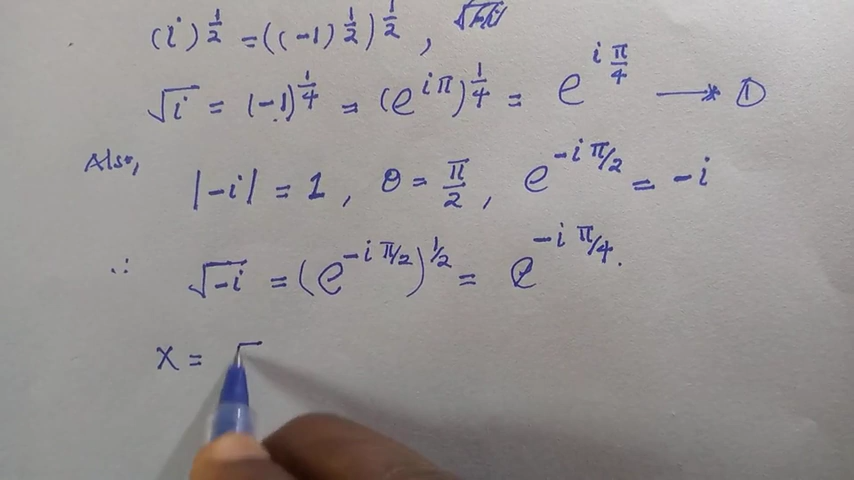 (i)^{1/2} = ((-1)^{1/2})^{1/2},
√i = (-1)^{1/4} = (e^{iπ})^{1/4} = e^{i π/4} → ①
Also,
|-i| = 1, θ = π/2, e^{-iπ/2} = -i
∴ √-i = (e^{-iπ/2})^{1/2} = e^{-iπ/4}.
x = √